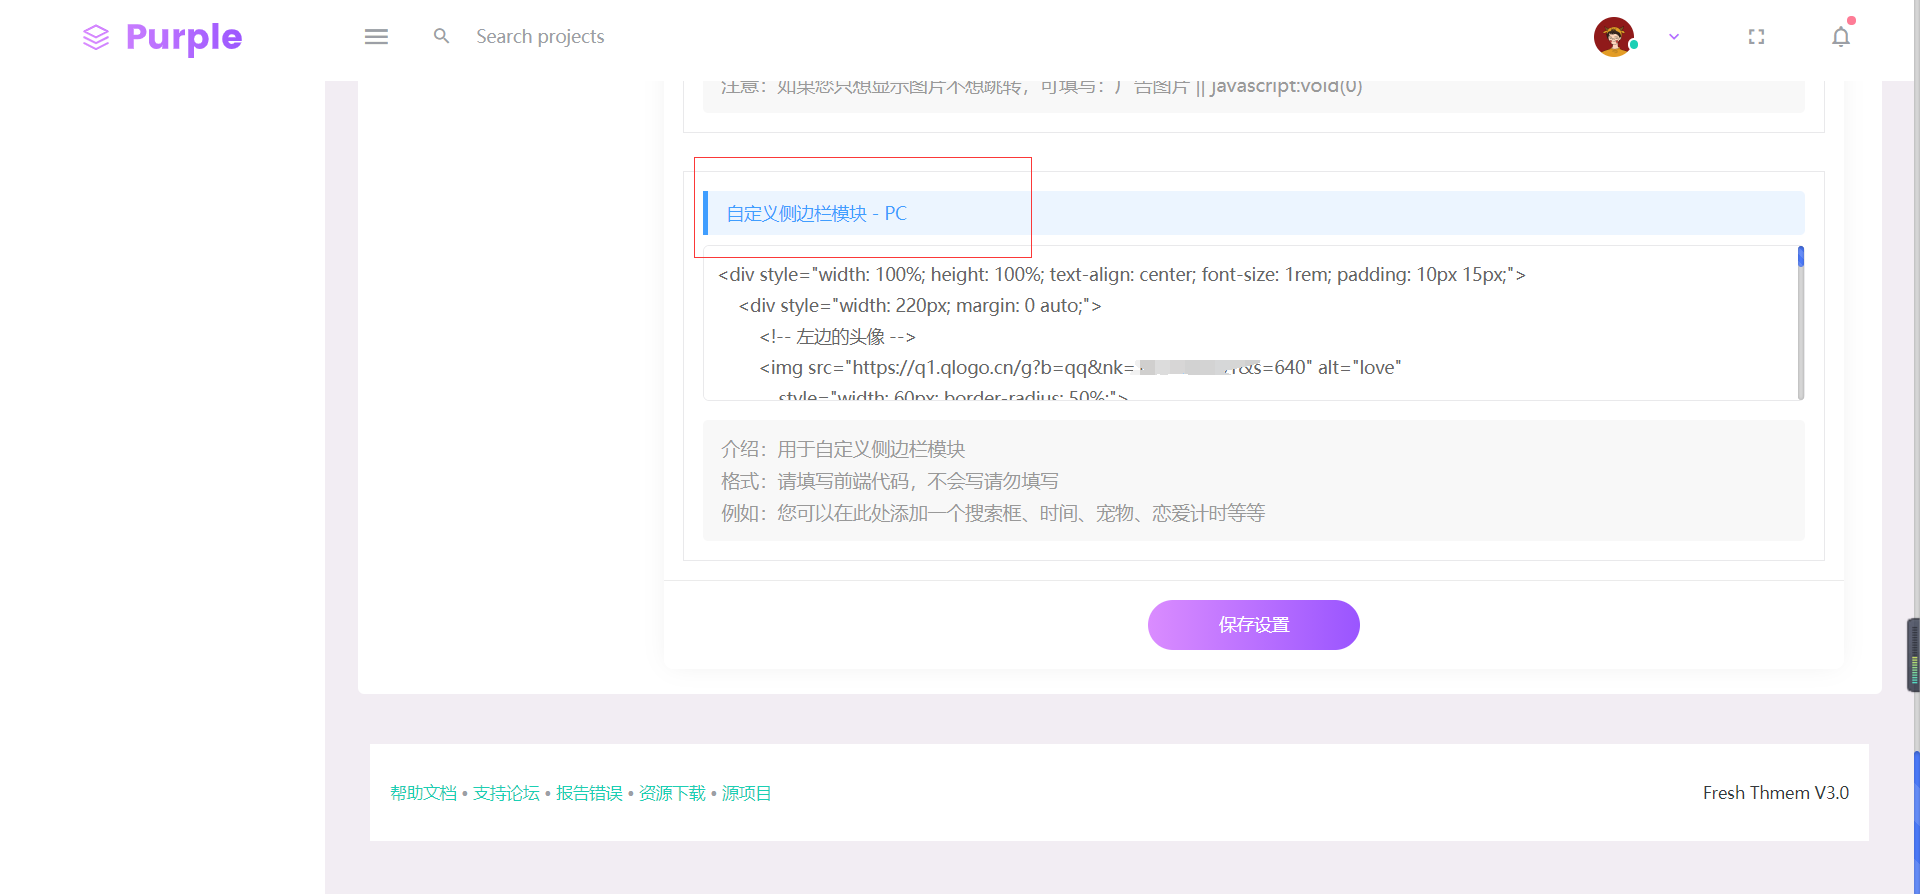 Purple
Search projects
注意：如果您只想显示图片不想跳转，可填写：广告图片 || javascript:void(0)
自定义侧边栏模块 - PC
<div style="width: 100%; height: 100%; text-align: center; font-size: 1rem; padding: 10px 15px;">
<div style="width: 220px; margin: 0 auto;">
<!-- 左边的头像 -->
<img src="https://q1.qlogo.cn/g?b=qq&nk= &s=640" alt="love"
style="width: 60px; border-radius: 50%;">
介绍：用于自定义侧边栏模块
格式：请填写前端代码，不会写请勿填写
例如：您可以在此处添加一个搜索框、时间、宠物、恋爱计时等等
保存设置
帮助文档 • 支持论坛 • 报告错误 • 资源下载 • 源项目
Fresh Thmem V3.0